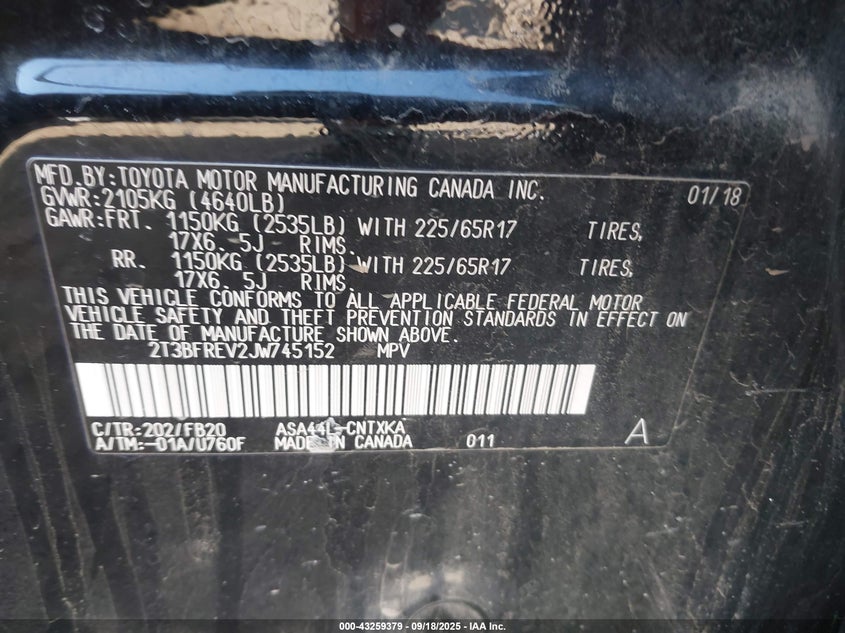 MFD.BY:TOYOTA MOTOR MANUFACTURING CANADA INC. 01/18
GVWR:2105KG (4640LB)
GAWR:FRT. 1150KG (2535LB) WITH 225/65R17 TIRES,
17X6.5J RIMS.
RR. 1150KG (2535LB) WITH 225/65R17 TIRES,
17X6.5J RIMS.
THIS VEHICLE CONFORMS TO ALL APPLICABLE FEDERAL MOTOR
VEHICLE SAFETY AND THEFT PREVENTION STANDARDS IN EFFECT ON
THE DATE OF MANUFACTURE SHOWN ABOVE.
2T3BFREV2JW745152 MPV
C/TR:202/FB20 ASA44L-CNTXKA
A/TM:-01A/U760F MADE IN CANADA 011 A
000-43259379 - 09/18/2025 - IAA Inc.